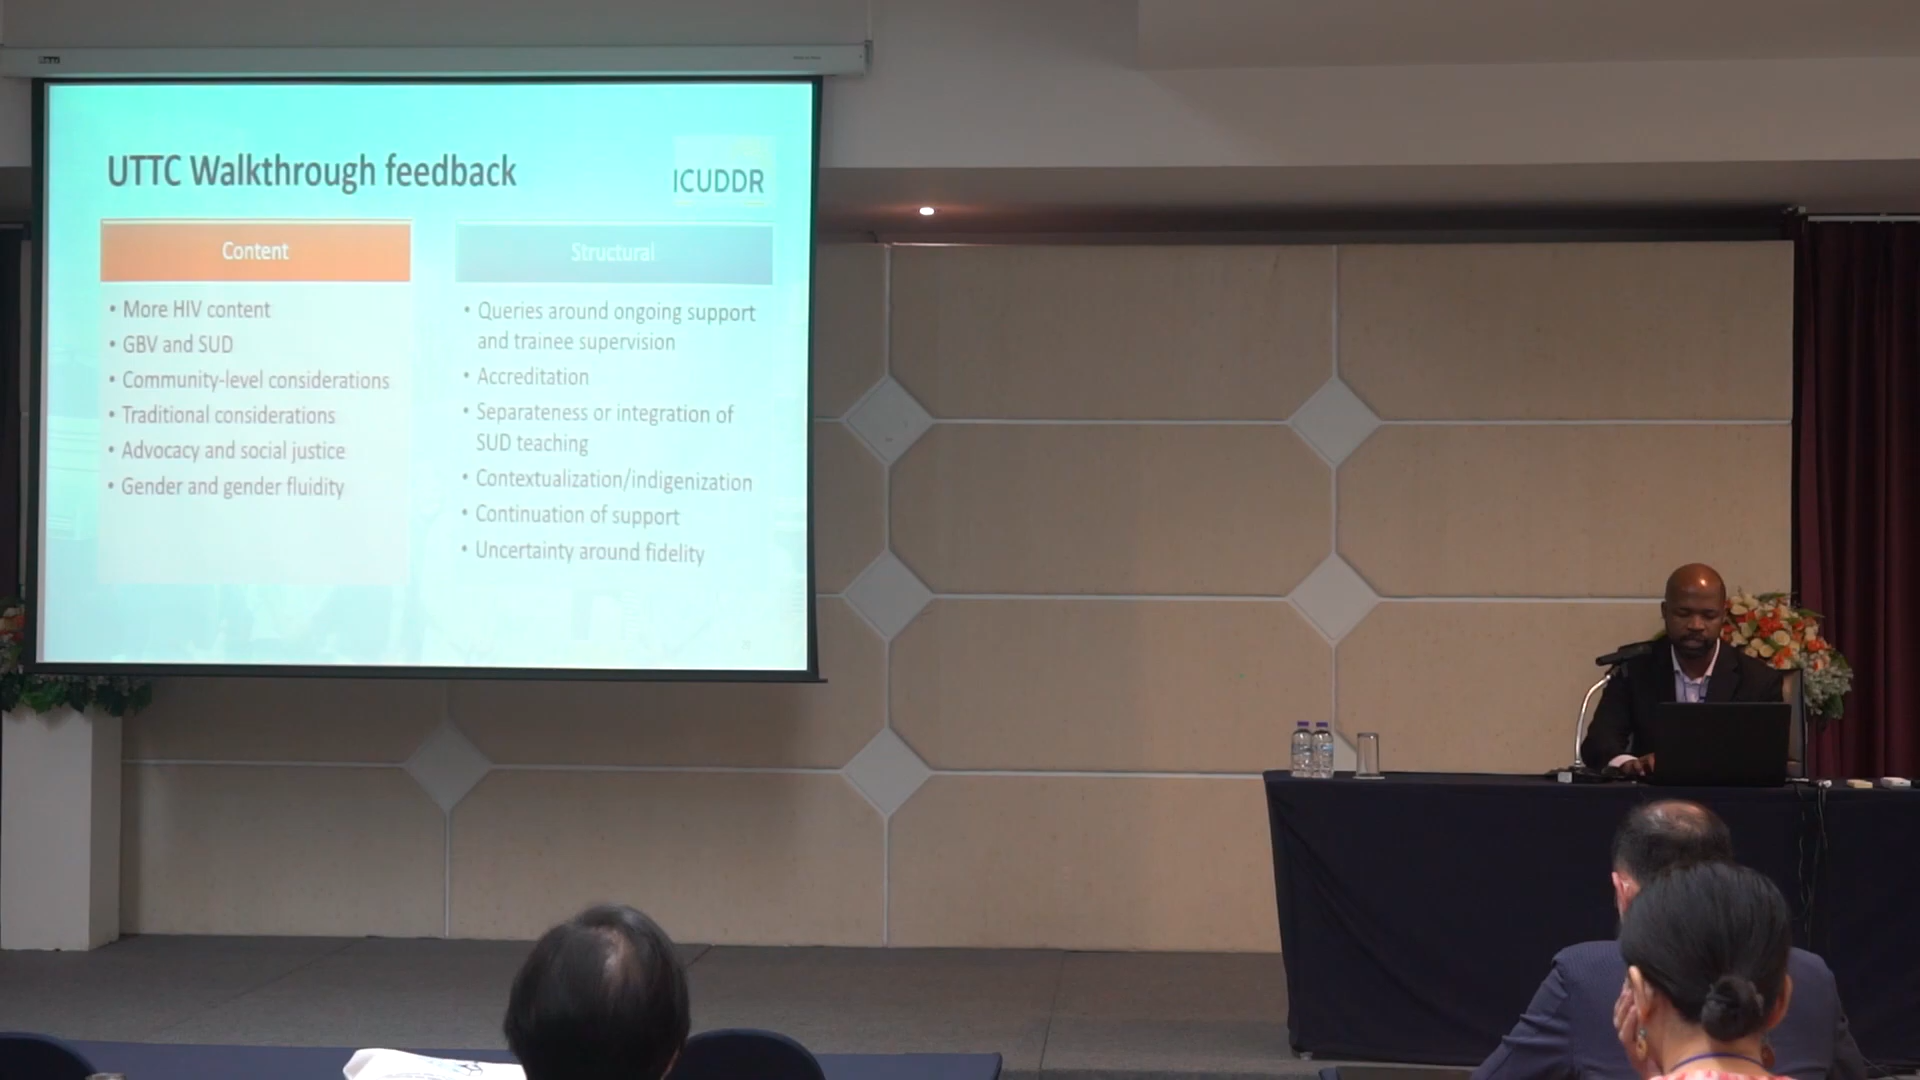 UTTC Walkthrough feedback
ICUDDR
Content
• More HIV content
• GBV and SUD
• Community-level considerations
• Traditional considerations
• Advocacy and social justice
• Gender and gender fluidity
Structural
• Queries around ongoing support
and trainee supervision
• Accreditation
• Separateness or integration of
SUD teaching
• Contextualization/indigenization
• Continuation of support
• Uncertainty around fidelity